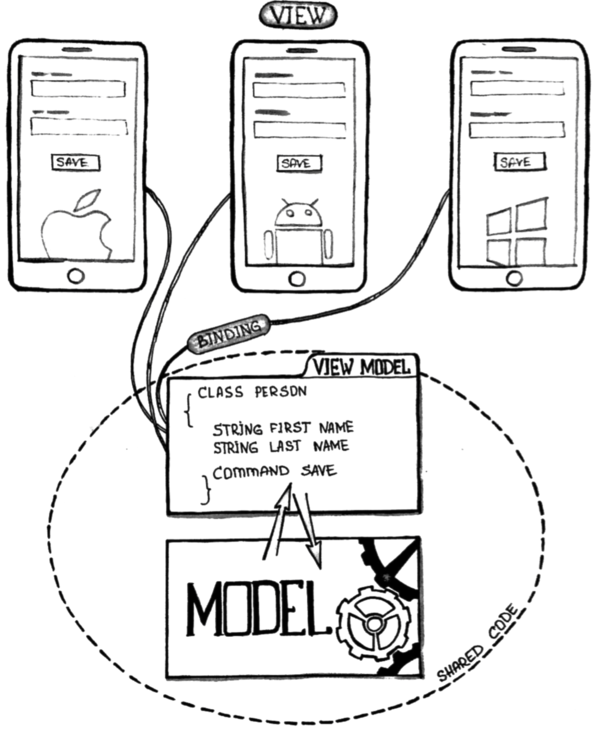 VIEW
SAVE
SAVE
SAVE
BINDING
VIEW MODEL
CLASS PERSON
{
STRING FIRST NAME
STRING LAST NAME
COMMAND SAVE
}
MODEL
SHARED CODE